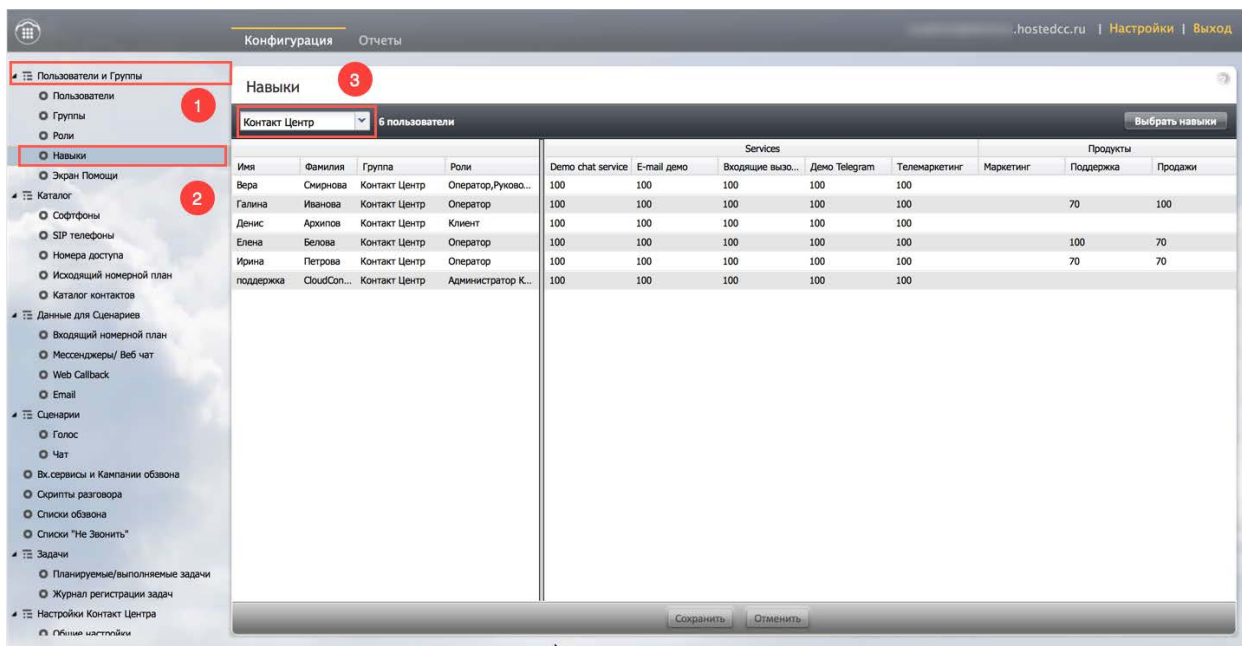 .hostedcc.ru | Настройки | Выход
Конфигурация Отчеты
Пользователи и Группы
Пользователи
1
Группы
Роли
Навыки
Экран Помощи
2
Каталог
Софтфоны
SIP телефоны
Номера доступа
Исходящий номерной план
Каталог контактов
Данные для Сценариев
Входящий номерной план
Мессенджеры/ Веб чат
Web Callback
Email
Сценарии
Голос
Чат
Вх.сервисы и Кампании обзвона
Скрипты разговора
Списки обзвона
Списки "Не Звонить"
Задачи
Планируемые/выполняемые задачи
Журнал регистрации задач
Настройки Контакт Центра
Общие настройки
Навыки 3
Контакт Центр 6 пользователи Выбрать навыки
Services Продукты
Имя Фамилия Группа Роли Demo chat service E-mail демо Входящие вызо... Демо Telegram Телемаркетинг Маркетинг Поддержка Продажи
Вера Смирнова Контакт Центр Оператор,Руково... 100 100 100 100 100
Галина Иванова Контакт Центр Оператор 100 100 100 100 100 70 100
Денис Архипов Контакт Центр Клиент 100 100 100 100 100
Елена Белова Контакт Центр Оператор 100 100 100 100 100 100 70
Ирина Петрова Контакт Центр Оператор 100 100 100 100 100 70 70
поддержка CloudCon... Контакт Центр Администратор К... 100 100 100 100 100
Сохранить Отменить